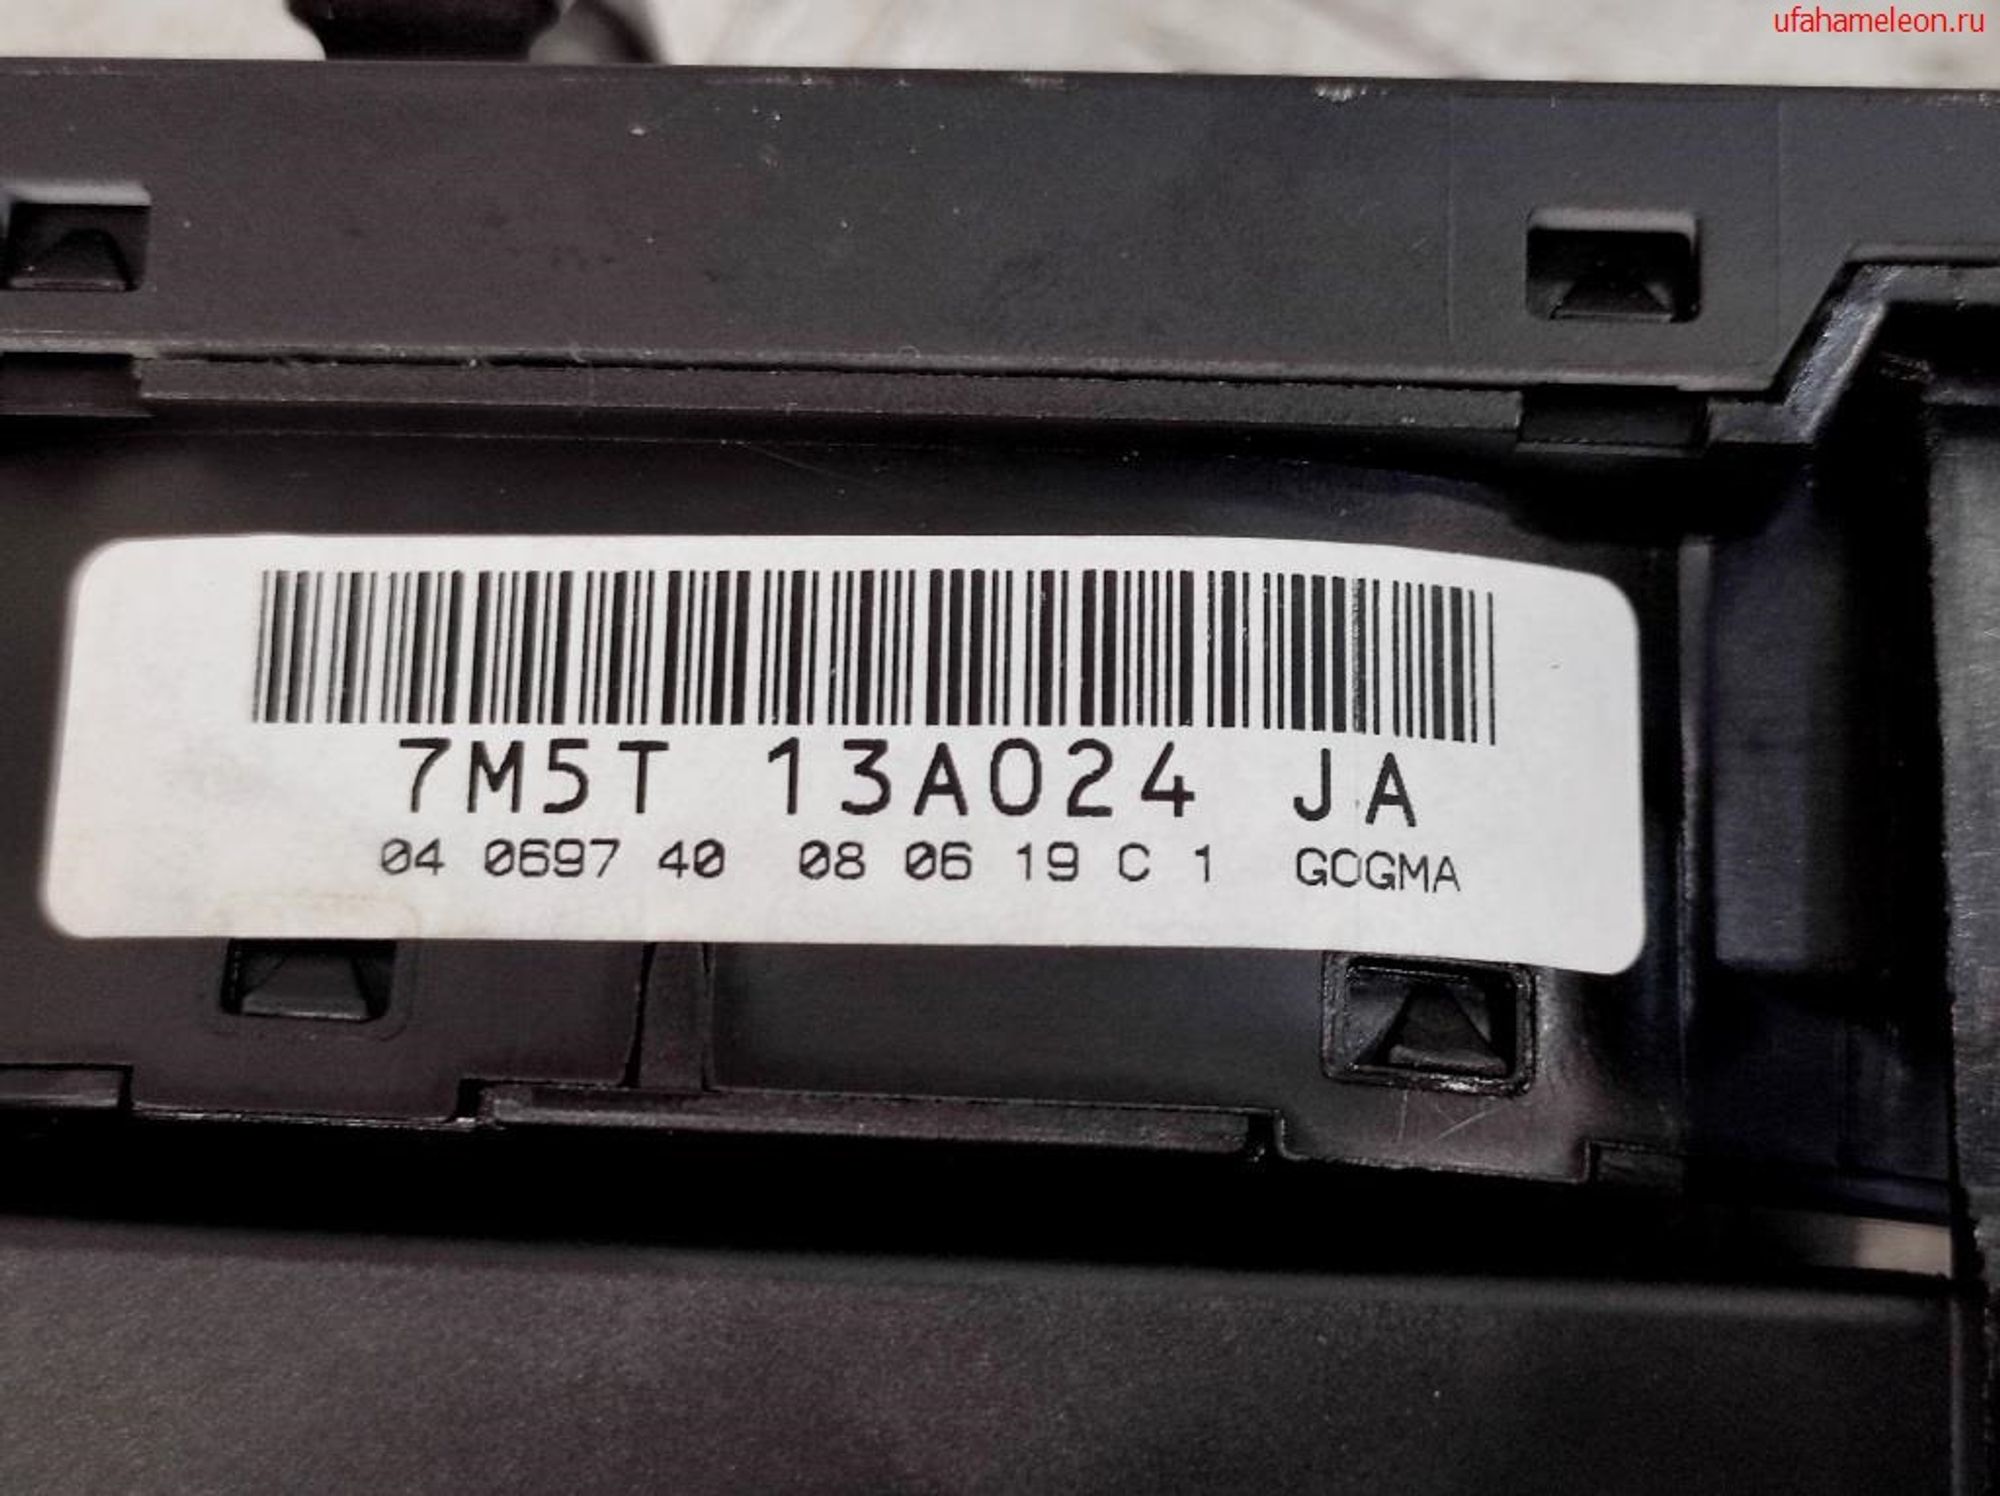 ufahameleon.ru
7M5T 13A024 JA
04 0697 40 08 06 19 C 1 GOGMA